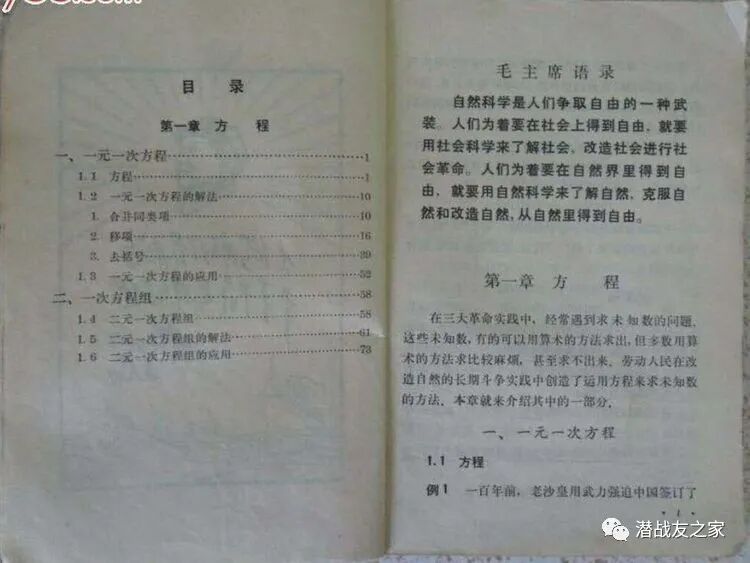 目 录
第一章 方 程
一、一元一次方程……1
1.1 方程……1
1.2 一元一次方程的解法……10
1. 合并同类项……10
2. 移项……16
3. 去括号……39
1.3 一元一次方程的应用……52
二、一次方程组……58
1.4 二元一次方程组……58
1.5 二元一次方程组的解法……61
1.6 二元一次方程组的应用……73
毛主席语录
自然科学是人们争取自由的一种武
装。人们为着要在社会上得到自由，就要
用社会科学来了解社会，改造社会进行社
会革命。人们为着要在自然界里得到自
由，就要用自然科学来了解自然，克服自
然和改造自然，从自然里得到自由。
第一章 方 程
在三大革命实践中，经常遇到求未知数的问题．
这些未知数，有的可以用算术的方法求出，但多数用算
术的方法求比较麻烦，甚至求不出来．劳动人民在改
造自然的长期斗争实践中创造了运用方程来求未知数
的方法．本章就来介绍其中的一部分．
一、一元一次方程
1.1 方程
例1 一百年前，老沙皇用武力强迫中国签订了
· 1 ·
潜战友之家